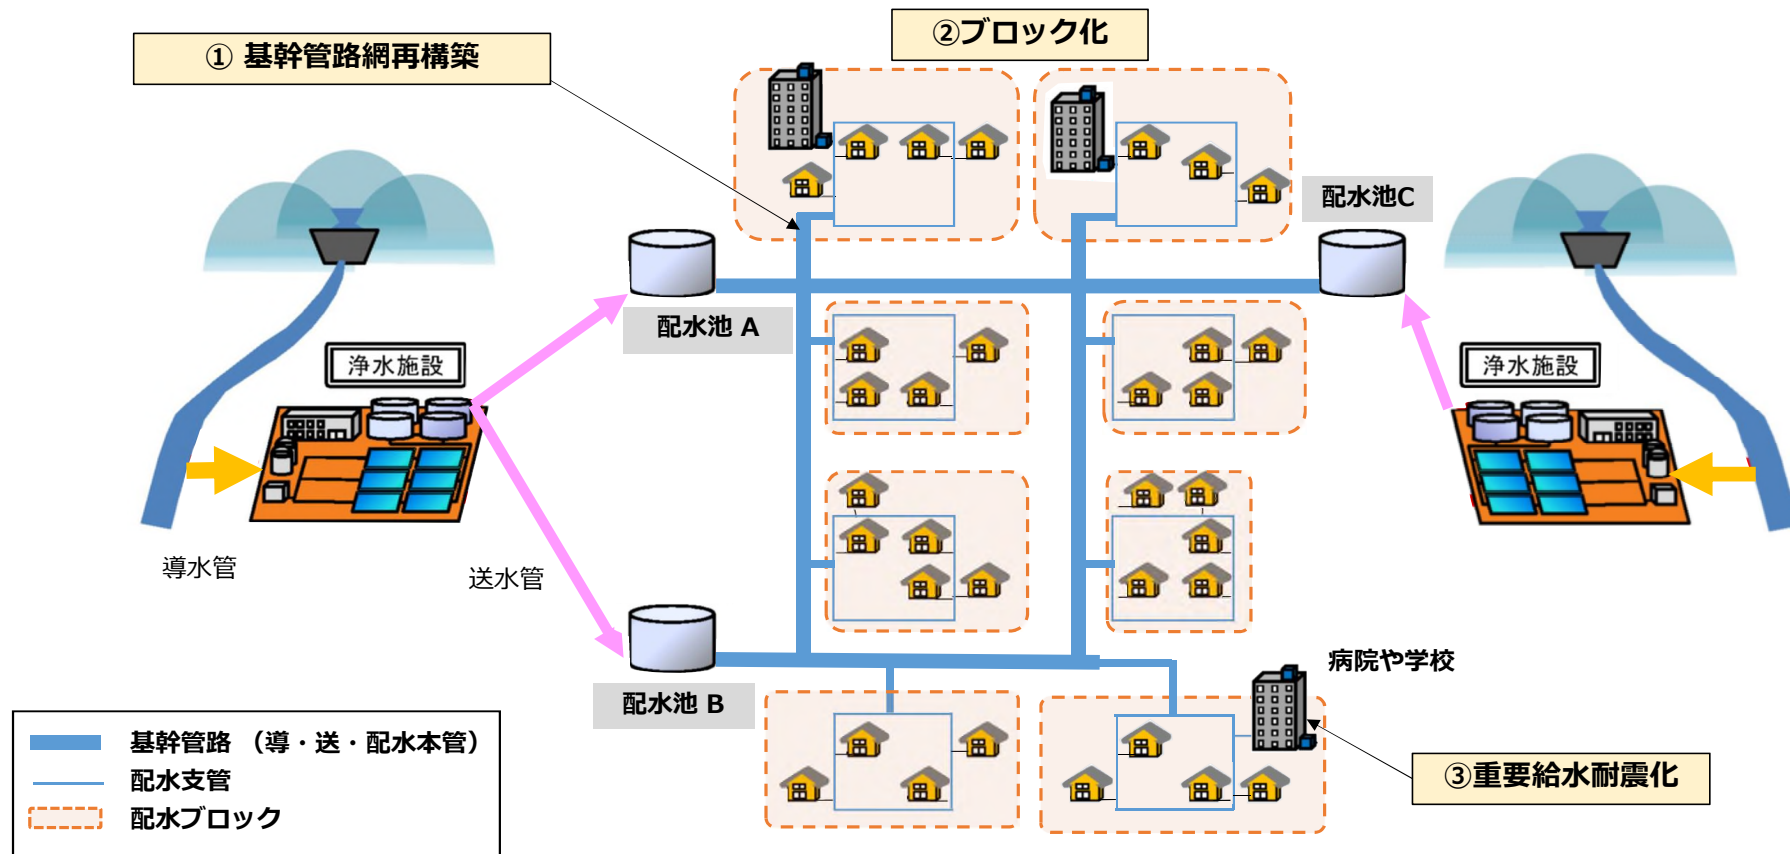 ① 基幹管路網再構築
②ブロック化
配水池C
配水池 A
浄水施設
浄水施設
導水管
送水管
病院や学校
配水池 B
基幹管路 （導・送・配水本管）
配水支管
配水ブロック
③重要給水耐震化